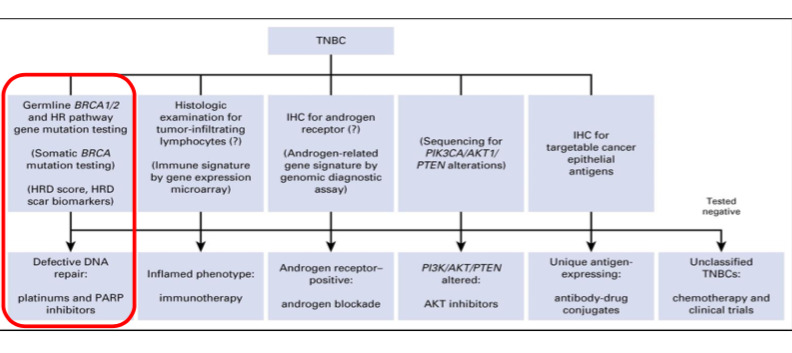 TNBC
Germline BRCA1/2
and HR pathway
gene mutation testing
(Somatic BRCA
mutation testing)
(HRD score, HRD
scar biomarkers)
Histologic
examination for
tumor-infiltrating
lymphocytes (?)
(Immune signature
by gene expression
microarray)
IHC for androgen
receptor (?)
(Androgen-related
gene signature by
genomic diagnostic
assay)
(Sequencing for
PIK3CA/AKT1/
PTEN alterations)
IHC for
targetable cancer
epithelial
antigens
Tested
negative
Defective DNA
repair:
platinums and PARP
inhibitors
Inflamed phenotype:
immunotherapy
Androgen receptor–
positive:
androgen blockade
PI3K/AKT/PTEN
altered:
AKT inhibitors
Unique antigen-
expressing:
antibody-drug
conjugates
Unclassified
TNBCs:
chemotherapy and
clinical trials